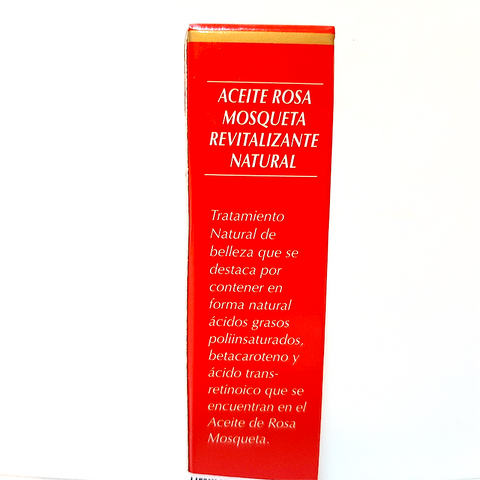 ACEITE ROSA
MOSQUETA
REVITALIZANTE
NATURAL
Tratamiento
Natural de
belleza que se
destaca por
contener en
forma natural
ácidos grasos
poliinsaturados,
betacaroteno y
ácido trans-
retinoico que se
encuentran en el
Aceite de Rosa
Mosqueta.